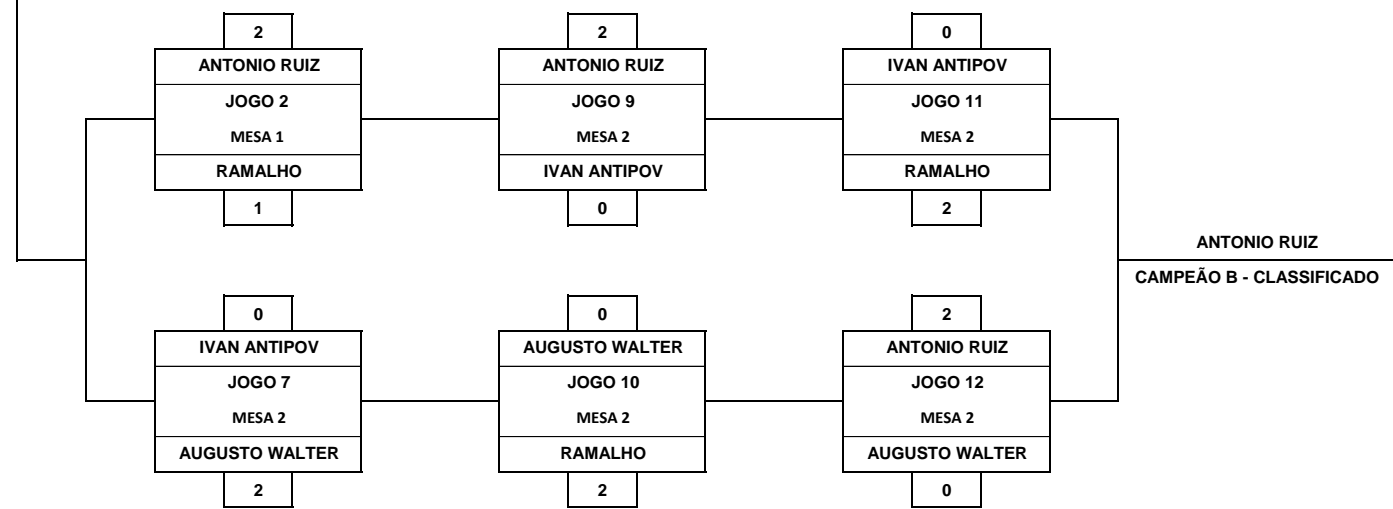 2
ANTONIO RUIZ
JOGO 2
MESA 1
RAMALHO
1
2
ANTONIO RUIZ
JOGO 9
MESA 2
IVAN ANTIPOV
0
0
IVAN ANTIPOV
JOGO 11
MESA 2
RAMALHO
2
0
IVAN ANTIPOV
JOGO 7
MESA 2
AUGUSTO WALTER
2
0
AUGUSTO WALTER
JOGO 10
MESA 2
RAMALHO
2
2
ANTONIO RUIZ
JOGO 12
MESA 2
AUGUSTO WALTER
0
ANTONIO RUIZ
CAMPEÃO B - CLASSIFICADO